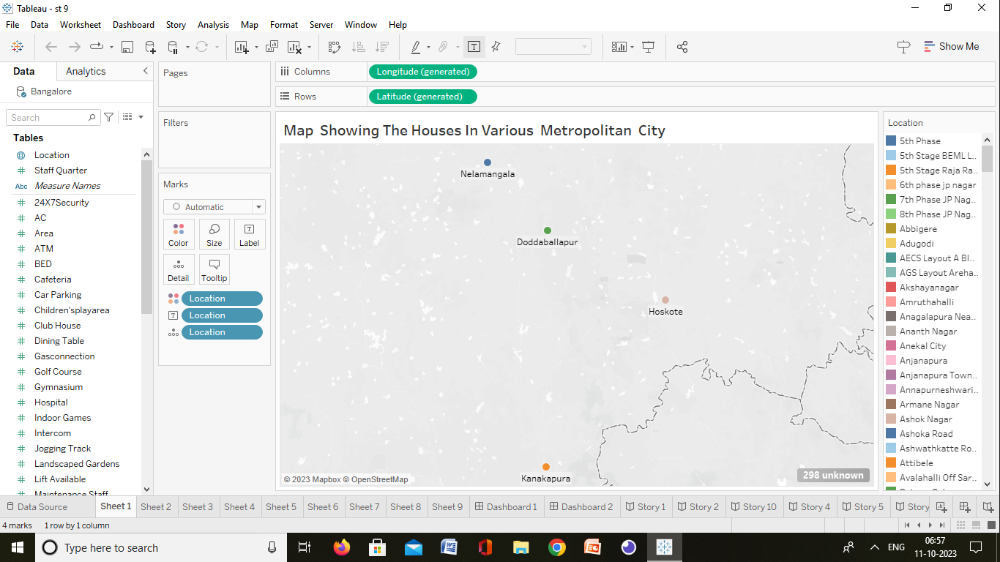 Tableau - st 9
File Data Worksheet Dashboard Story Analysis Map Format Server Window Help
Show Me
Data Analytics
Bangalore
Search
Tables
Location
Staff Quarter
Abc Measure Names
24X7Security
AC
Area
ATM
BED
Cafeteria
Car Parking
Children'splayarea
Club House
Dining Table
Gasconnection
Golf Course
Gymnasium
Hospital
Indoor Games
Intercom
Jogging Track
Landscaped Gardens
Lift Available
Maintenance Staff
Pages
Filters
Marks
Automatic
Color Size Label
Detail Tooltip
Location
Location
Location
Columns Longitude (generated)
Rows Latitude (generated)
Map Showing The Houses In Various Metropolitan City
Nelamangala
Doddaballapur
Hoskote
Kanakapura
© 2023 Mapbox © OpenStreetMap
298 unknown
Location
5th Phase
5th Stage BEML L..
5th Stage Raja Ra..
6th phase jp nagar
7th Phase JP Nag..
8th Phase JP Nag..
Abbigere
Adugodi
AECS Layout A Bl..
AGS Layout Areha..
Akshayanagar
Amruthahalli
Anagalapura Nea..
Ananth Nagar
Anekal City
Anjanapura
Anjanapura Town..
Annapurneshwari..
Armane Nagar
Ashok Nagar
Ashoka Road
Ashwathkatte Ro..
Attibele
Avalahalli Off Sar..
Data Source Sheet 1 Sheet 2 Sheet 3 Sheet 4 Sheet 5 Sheet 6 Sheet 7 Sheet 8 Sheet 9 Dashboard 1 Dashboard 2 Story 1 Story 2 Story 10 Story 4 Story 5 Story
4 marks 1 row by 1 column
Type here to search
ENG
06:57
11-10-2023